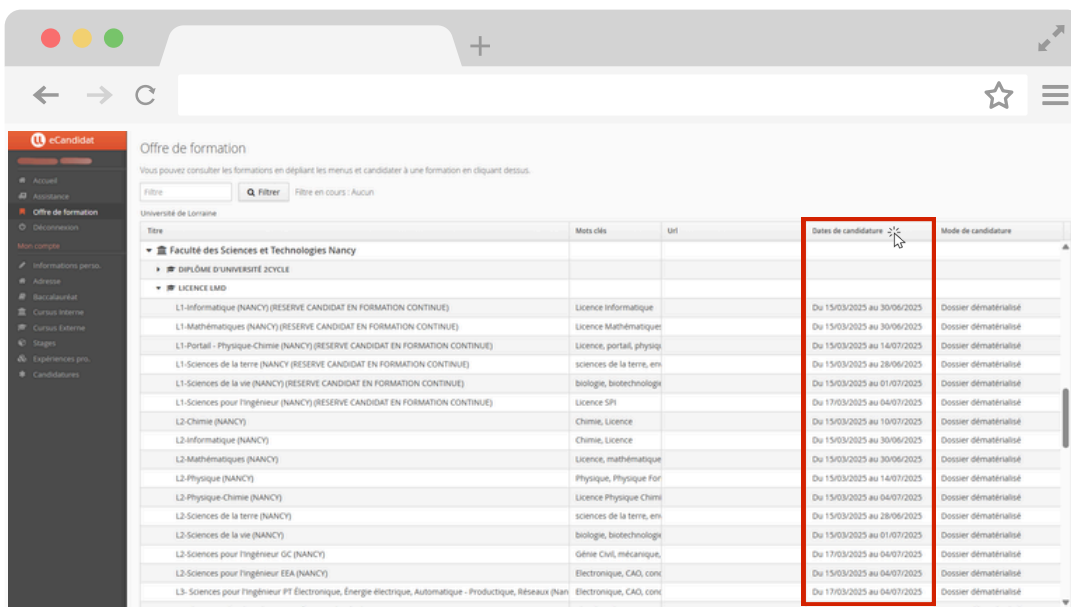 eCandidat
Accueil
Assistance
Offre de formation
Déconnexion
Mon compte
Informations perso.
Adresse
Baccalauréat
Cursus Interne
Cursus Externe
Stages
Expériences pro.
Candidatures
Offre de formation
Vous pouvez consulter les formations en dépliant les menus et candidater à une formation en cliquant dessus.
Filtre Filtrer Filtre en cours : Aucun
Université de Lorraine
Titre Mots clés Url Dates de candidature Mode de candidature
Faculté des Sciences et Technologies Nancy
DIPLÔME D'UNIVERSITÉ 2CYCLE
LICENCE LMD
L1-Informatique (NANCY) (RESERVE CANDIDAT EN FORMATION CONTINUE) Licence Informatique Du 15/03/2025 au 30/06/2025 Dossier dématérialisé
L1-Mathématiques (NANCY) (RESERVE CANDIDAT EN FORMATION CONTINUE) Licence Mathématiques Du 15/03/2025 au 30/06/2025 Dossier dématérialisé
L1-Portail - Physique-Chimie (NANCY) (RESERVE CANDIDAT EN FORMATION CONTINUE) Licence, portail, physiqu Du 15/03/2025 au 14/07/2025 Dossier dématérialisé
L1-Sciences de la terre (NANCY (RESERVE CANDIDAT EN FORMATION CONTINUE) sciences de la terre, env Du 15/03/2025 au 28/06/2025 Dossier dématérialisé
L1-Sciences de la vie (NANCY) (RESERVE CANDIDAT EN FORMATION CONTINUE) biologie, biotechnologie Du 15/03/2025 au 01/07/2025 Dossier dématérialisé
L1-Sciences pour l'Ingénieur (NANCY) (RESERVE CANDIDAT EN FORMATION CONTINUE) Licence SPI Du 17/03/2025 au 04/07/2025 Dossier dématérialisé
L2-Chimie (NANCY) Chimie, Licence Du 15/03/2025 au 10/07/2025 Dossier dématérialisé
L2-Informatique (NANCY) Chimie, Licence Du 15/03/2025 au 30/06/2025 Dossier dématérialisé
L2-Mathématiques (NANCY) Licence, mathématique Du 15/03/2025 au 30/06/2025 Dossier dématérialisé
L2-Physique (NANCY) Physique, Physique For Du 15/03/2025 au 14/07/2025 Dossier dématérialisé
L2-Physique-Chimie (NANCY) Licence Physique Chimi Du 15/03/2025 au 04/07/2025 Dossier dématérialisé
L2-Sciences de la terre (NANCY) sciences de la terre, env Du 15/03/2025 au 28/06/2025 Dossier dématérialisé
L2-Sciences de la vie (NANCY) biologie, biotechnologie Du 15/03/2025 au 01/07/2025 Dossier dématérialisé
L2-Sciences pour l'Ingénieur GC (NANCY) Génie Civil, mécanique, Du 17/03/2025 au 04/07/2025 Dossier dématérialisé
L2-Sciences pour l'Ingénieur EEA (NANCY) Electronique, CAO, conc Du 15/03/2025 au 04/07/2025 Dossier dématérialisé
L3- Sciences pour l'Ingénieur PT Électronique, Énergie électrique, Automatique - Productique, Réseaux (Nan Electronique, CAO, conc Du 17/03/2025 au 04/07/2025 Dossier dématérialisé